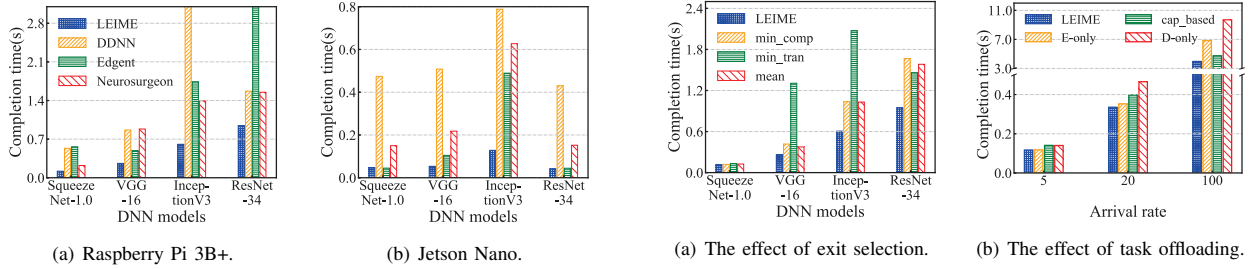 Completion time(s)
2.8
2.1
1.4
0.7
0.0
LEIME
DDNN
Edgent
Neurosurgeon
Squeeze VGG Incep- ResNet
Net-1.0 -16 tionV3 -34
DNN models
(a) Raspberry Pi 3B+.
Completion time(s)
0.8
0.6
0.4
0.2
0.0
Squeeze VGG Incep- ResNet
Net-1.0 -16 tionV3 -34
DNN models
(b) Jetson Nano.
Completion time(s)
2.4
1.8
1.2
0.6
0.0
LEIME
min_comp
min_tran
mean
Squeeze VGG Incep- ResNet
Net-1.0 -16 tionV3 -34
DNN models
(a) The effect of exit selection.
Completion time(s)
11.0
7.0
3.0
0.4
0.2
0.0
LEIME cap_based
E-only D-only
5 20 100
Arrival rate
(b) The effect of task offloading.